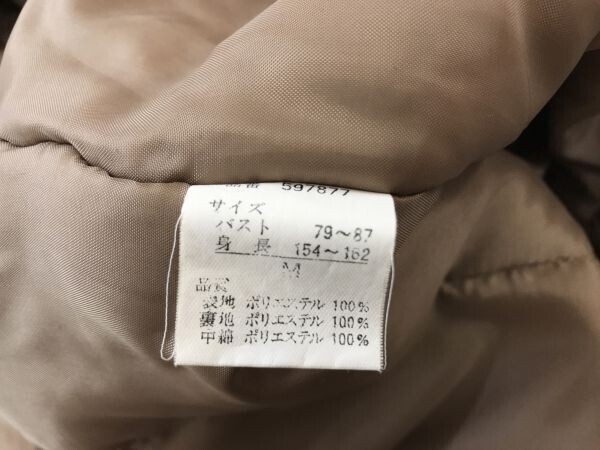 品番 597877
サイズ
バスト 79～87
身長 154～162
M
品質
表地 ポリエステル 100%
裏地 ポリエステル 100%
中綿 ポリエステル 100%